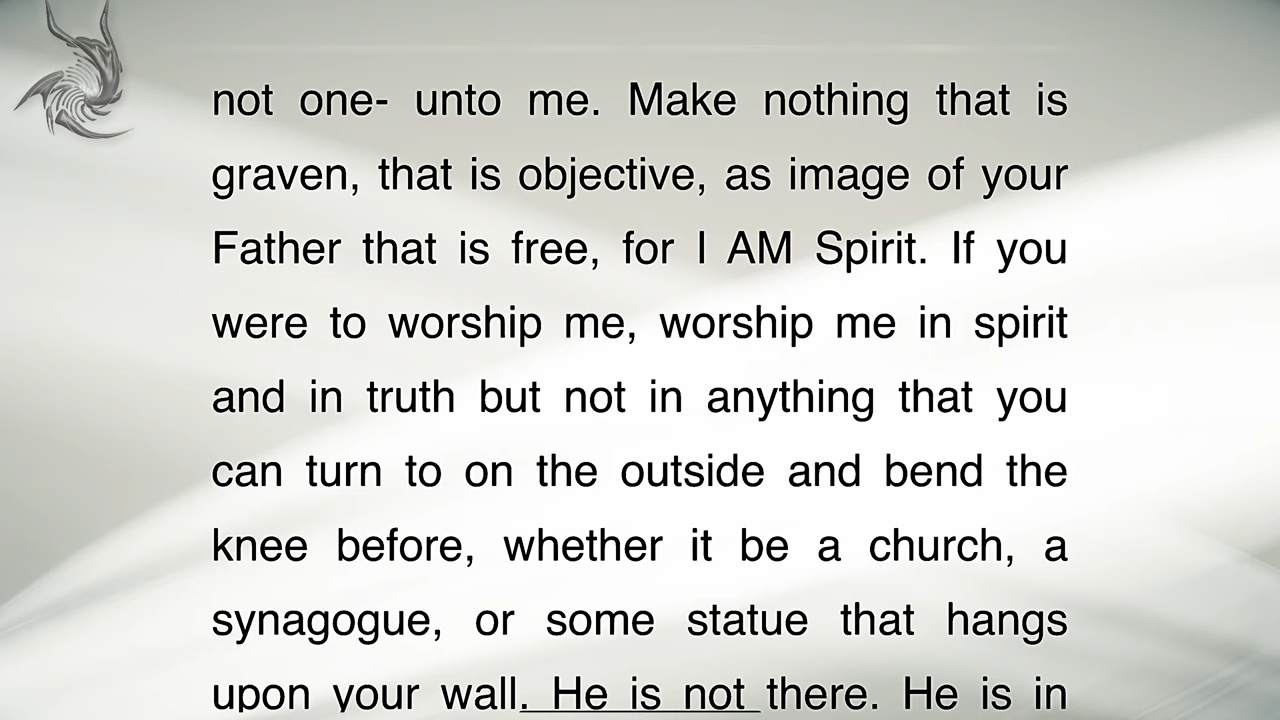 not one- unto me. Make nothing that is
graven, that is objective, as image of your
Father that is free, for I AM Spirit. If you
were to worship me, worship me in spirit
and in truth but not in anything that you
can turn to on the outside and bend the
knee before, whether it be a church, a
synagogue, or some statue that hangs
upon your wall. He is not there. He is in